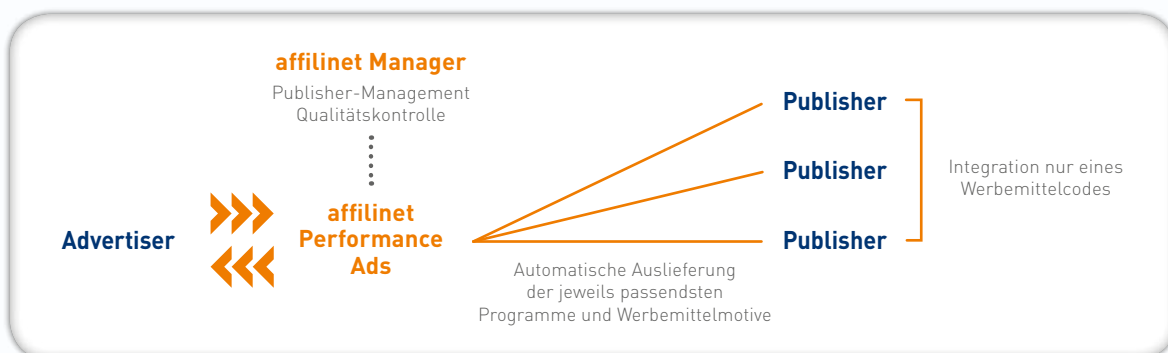 affilinet Manager
Publisher-Management
Qualitätskontrolle
Advertiser
affilinet
Performance
Ads
Automatische Auslieferung
der jeweils passendsten
Programme und Werbemittelmotive
Publisher
Publisher
Publisher
Integration nur eines
Werbemittelcodes